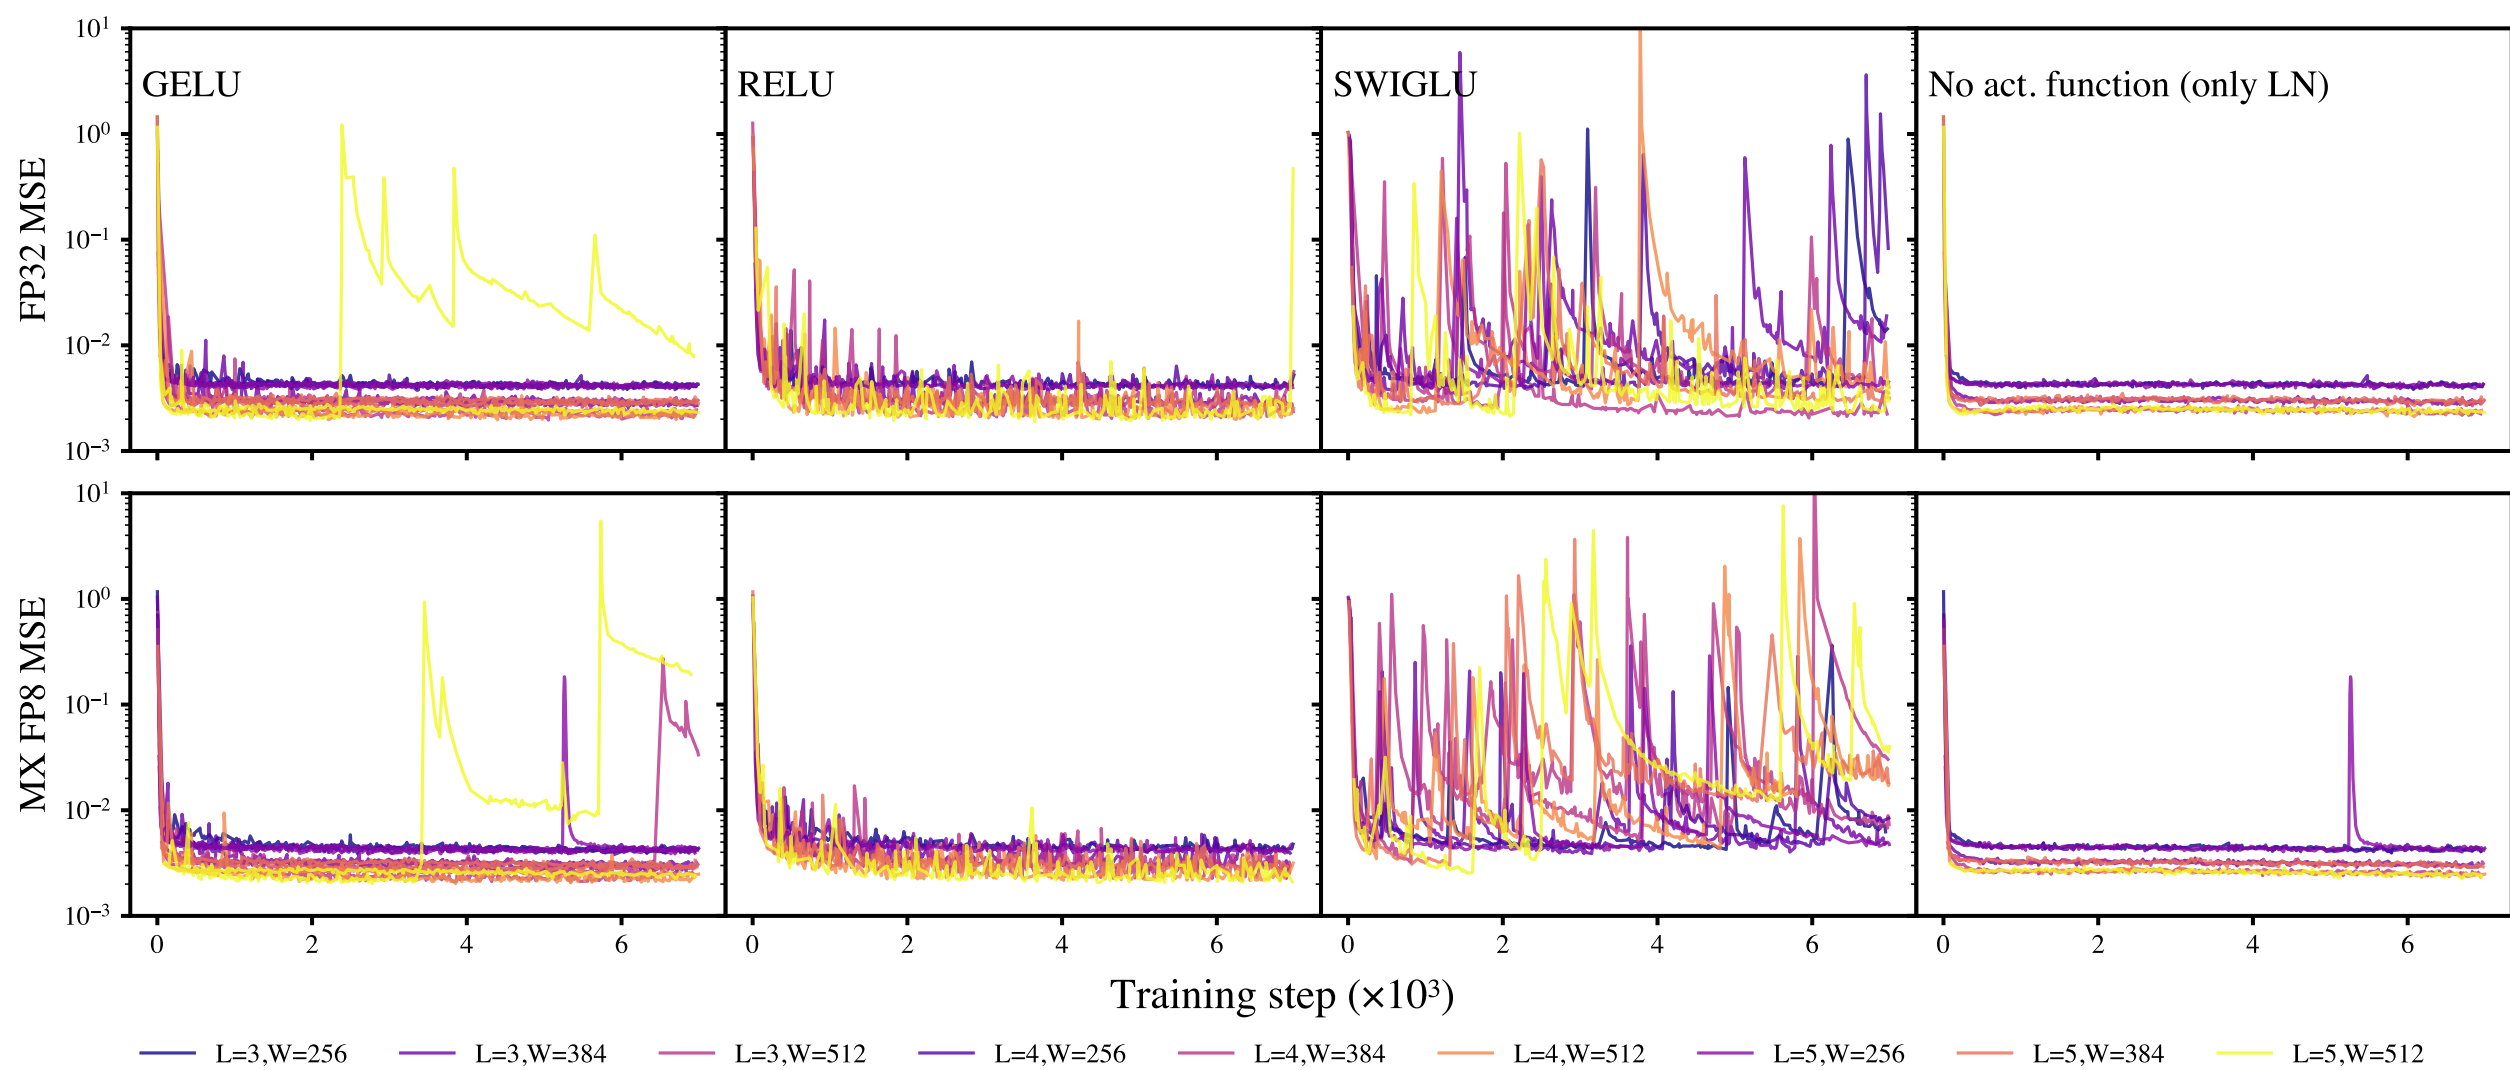 GELU
RELU
SWIGLU
No act. function (only LN)
FP32 MSE
10¹
10⁰
10⁻¹
10⁻²
10⁻³
MX FP8 MSE
10¹
10⁰
10⁻¹
10⁻²
10⁻³
0 2 4 6 0 2 4 6 0 2 4 6 0 2 4 6
Training step (×10³)
L=3,W=256 L=3,W=384 L=3,W=512 L=4,W=256 L=4,W=384 L=4,W=512 L=5,W=256 L=5,W=384 L=5,W=512